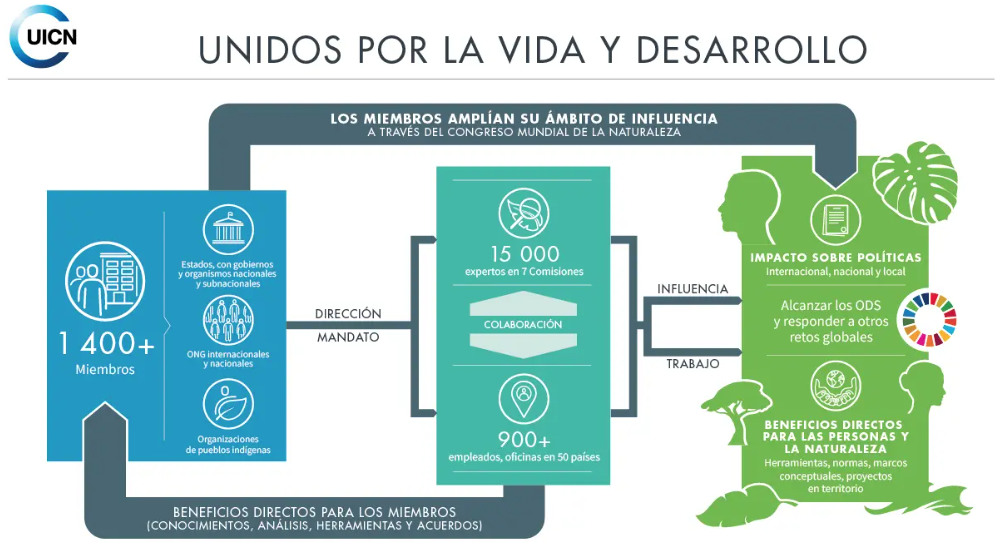 UICN
UNIDOS POR LA VIDA Y DESARROLLO
LOS MIEMBROS AMPLÍAN SU ÁMBITO DE INFLUENCIA
A TRAVÉS DEL CONGRESO MUNDIAL DE LA NATURALEZA
1 400+
Miembros
Estados, con gobiernos
y organismos nacionales
y subnacionales
ONG internacionales
y nacionales
Organizaciones
de pueblos indígenas
DIRECCIÓN
MANDATO
15 000
expertos en 7 Comisiones
COLABORACIÓN
900+
empleados, oficinas en 50 países
INFLUENCIA
TRABAJO
IMPACTO SOBRE POLÍTICAS
Internacional, nacional y local
Alcanzar los ODS
y responder a otros
retos globales
BENEFICIOS DIRECTOS
PARA LAS PERSONAS Y
LA NATURALEZA
Herramientas, normas, marcos
conceptuales, proyectos
en territorio
BENEFICIOS DIRECTOS PARA LOS MIEMBROS
(CONOCIMIENTOS, ANÁLISIS, HERRAMIENTAS Y ACUERDOS)